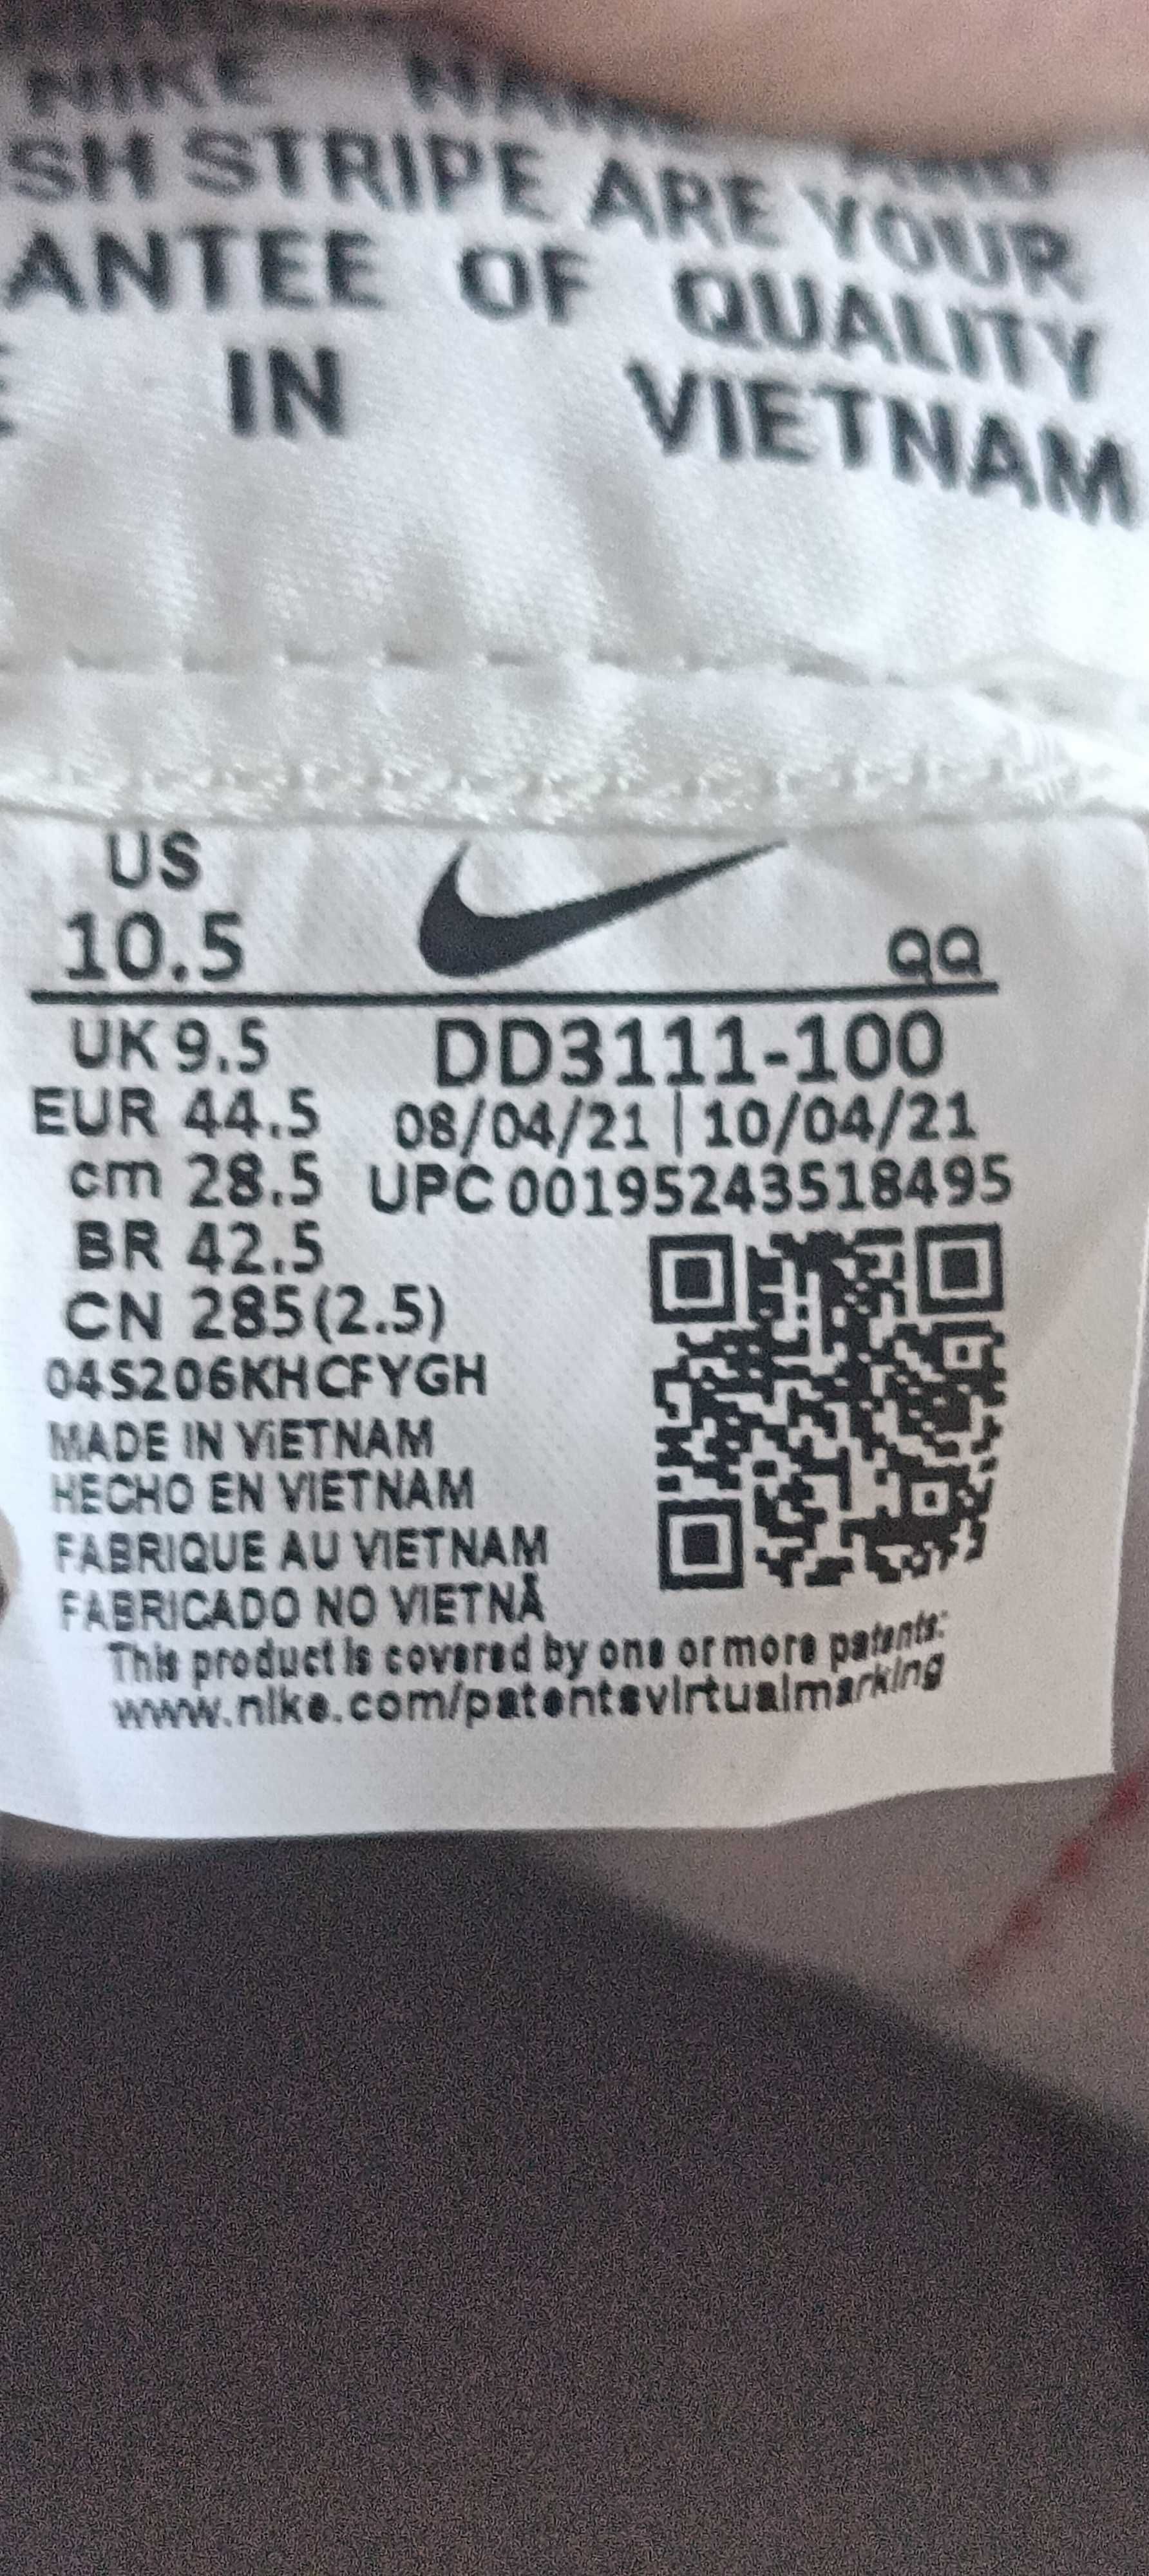 NIKE NAME AND
SH STRIPE ARE YOUR
ANTEE OF QUALITY
E IN VIETNAM
US
10.5
QQ
UK 9.5
DD3111-100
EUR 44.5
08/04/21 | 10/04/21
cm 28.5
UPC 00195243518495
BR 42.5
CN 285(2.5)
04S206KHCFYGH
MADE IN VIETNAM
HECHO EN VIETNAM
FABRIQUE AU VIETNAM
FABRICADO NO VIETNÃ
This product is covered by one or more patents:
www.nike.com/patentsvirtualmarking